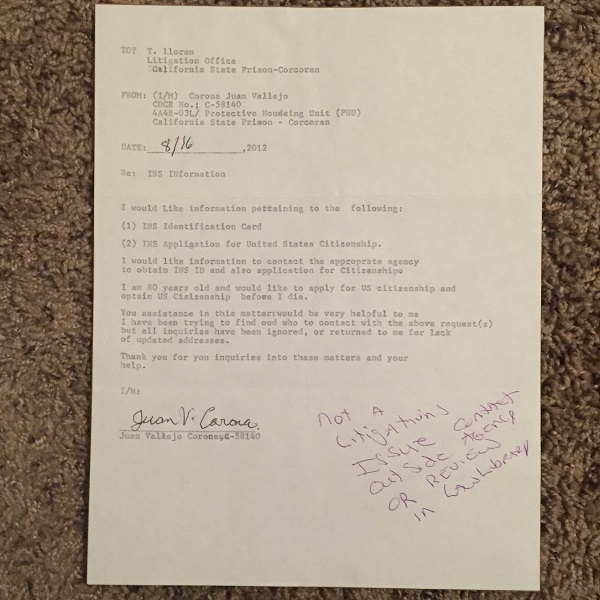 TO? T. lloren
Litigation Office
California State Prison-Corcoran
FROM: (I/M) Corona Juan Vallejo
CDCR No.; C-58140
4A4R-03L/ Protective Housing Unit (PHU)
California State Prison - Corcoran
DATE: 8/16 ,2012
Re: INS INformation
I would Like information pertaining to the following:
(1) INS Identification Card
(2) INS Appligation for United States Citizenship.
I would like information to contact the approprate agency
to obtain INS ID and also application for Citizenship.
I am 80 years old and would like to apply for US citizenship and
optain US Citizenship before I die.
You assistance in this matter would be very helpful to me
I have been trying to find oud who to contact with the above request(s)
but all inquiries have been ignored, or returned to me for lack
of updated addresses.
Thank you for you inquiries into these matters and your
help.
I/M:
Juan V. Corona.
Juan Vallejo Corona C-58140
not A
Litigations
Issue Contact
outside Agency
OR Review
in Law Library